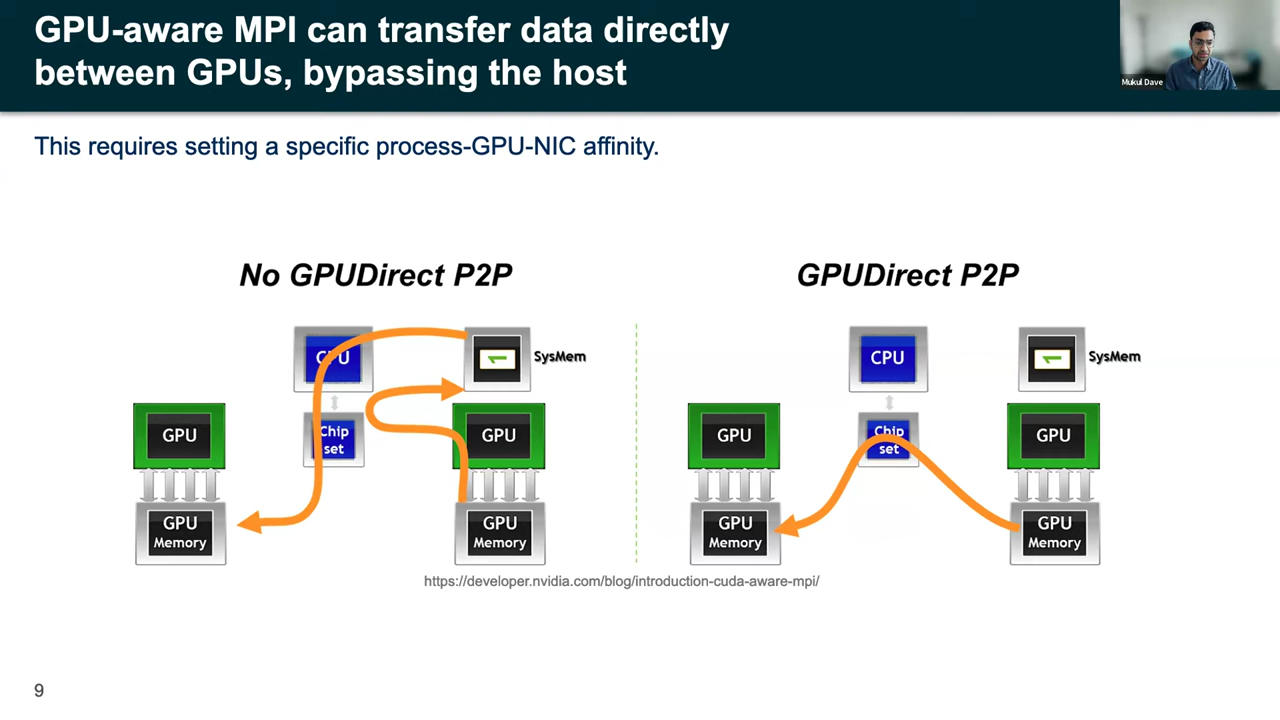 GPU-aware MPI can transfer data directly
between GPUs, bypassing the host
Mukul Dave
This requires setting a specific process-GPU-NIC affinity.
No GPUDirect P2P
GPUDirect P2P
CPU
1
SysMem
GPU
Chip
set
GPU
GPU
Memory
GPU
Memory
CPU
1
SysMem
GPU
Chip
set
GPU
GPU
Memory
GPU
Memory
https://developer.nvidia.com/blog/introduction-cuda-aware-mpi/
9